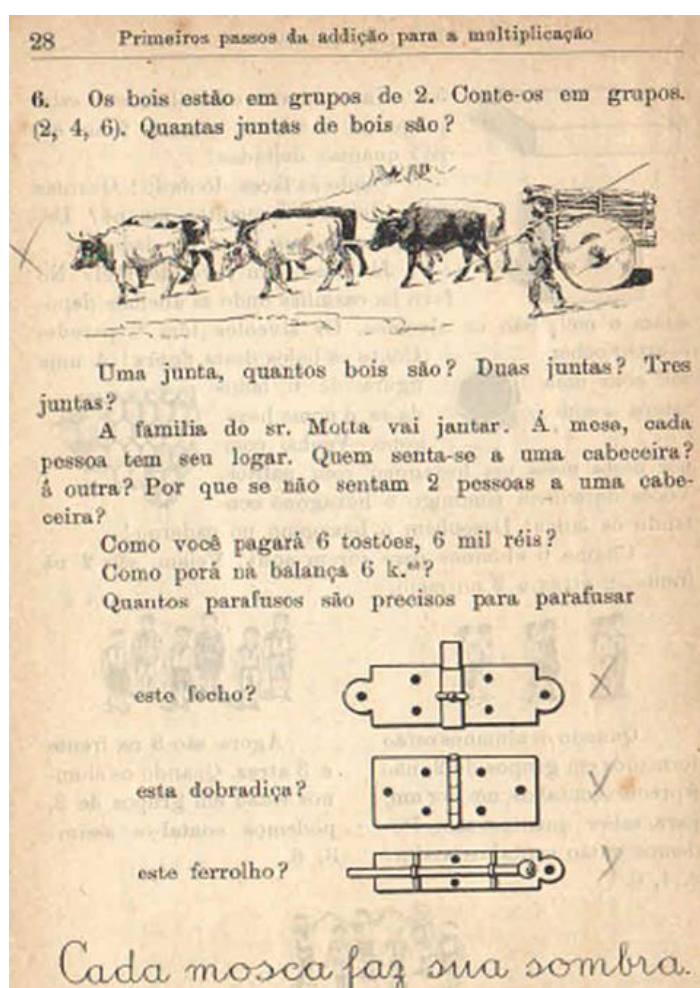 28 Primeiros passos da addição para a multiplicação
6. Os bois estão em grupos de 2. Conte-os em grupos.
(2, 4, 6). Quantas juntas de bois são?
Uma junta, quantos bois são? Duas juntas? Tres
juntas?
A familia do sr. Motta vai jantar. Á mesa, cada
pessoa tem seu logar. Quem senta-se a uma cabeceira?
á outra? Por que se não sentam 2 pessoas a uma cabe-
ceira?
Como você pagará 6 tostões, 6 mil réis?
Como porá na balança 6 k.ᵒˢ?
Quantos parafusos são precisos para parafusar
este fecho?
esta dobradiça?
este ferrolho?
Cada mosca faz sua sombra.